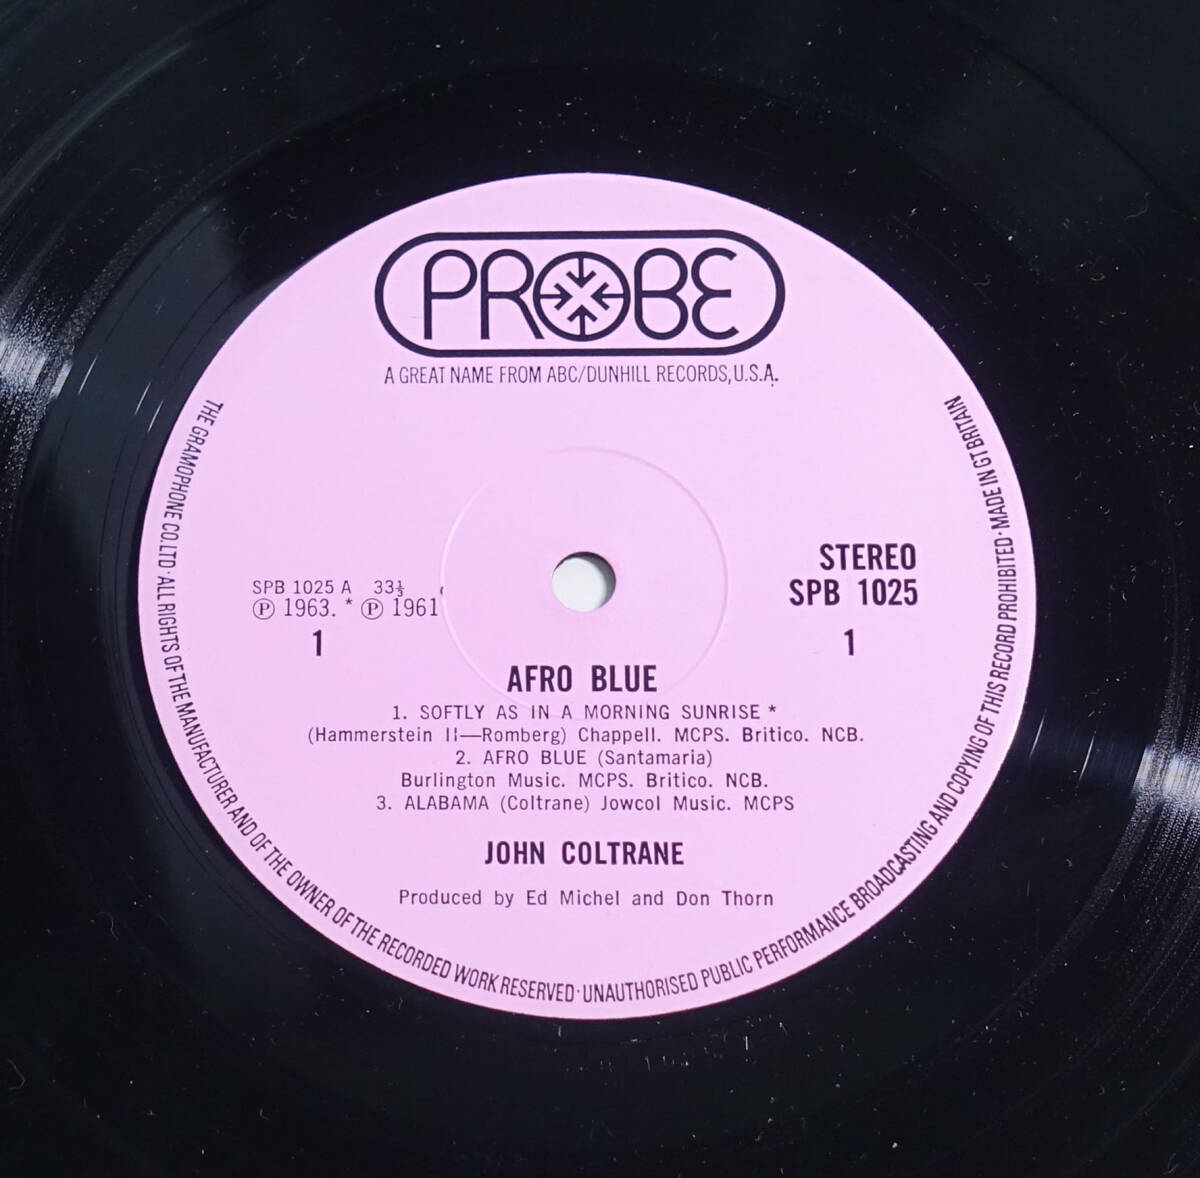 PROBE
A GREAT NAME FROM ABC/DUNHILL RECORDS, U.S.A.
STEREO
SPB 1025
1
SPB 1025 A 33⅓
Ⓟ 1963. * Ⓟ 1961
1
AFRO BLUE
1. SOFTLY AS IN A MORNING SUNRISE *
(Hammerstein II—Romberg) Chappell. MCPS. Britico. NCB.
2. AFRO BLUE (Santamaria)
Burlington Music. MCPS. Britico. NCB.
3. ALABAMA (Coltrane) Jowcol Music. MCPS
JOHN COLTRANE
Produced by Ed Michel and Don Thorn
THE GRAMOPHONE CO. LTD · ALL RIGHTS OF THE MANUFACTURER AND OF THE OWNER OF THE RECORDED WORK RESERVED · UNAUTHORISED PUBLIC PERFORMANCE BROADCASTING AND COPYING OF THIS RECORD PROHIBITED · MADE IN GT BRITAIN